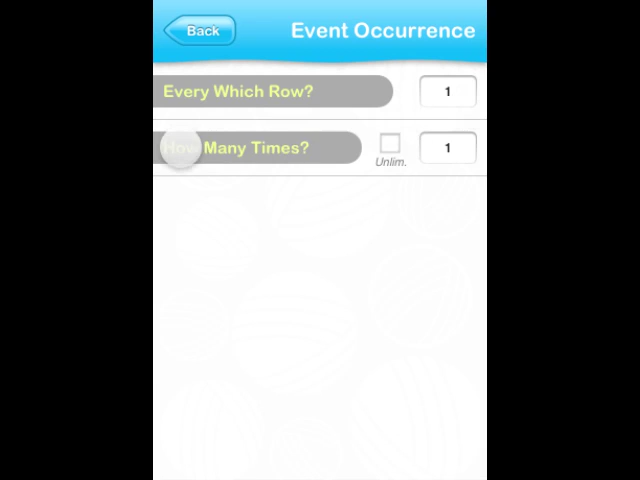 Back
Event Occurrence
Every Which Row?
1
How Many Times?
Unlim.
1